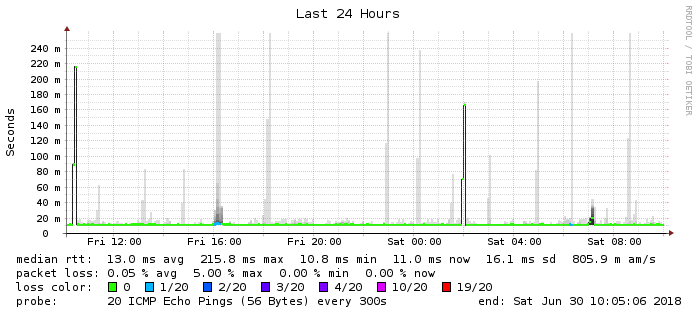 Last 24 Hours
RRDTOOL / TOBI OETIKER
Seconds
240 m
220 m
200 m
180 m
160 m
140 m
120 m
100 m
80 m
60 m
40 m
20 m
0
Fri 12:00 Fri 16:00 Fri 20:00 Sat 00:00 Sat 04:00 Sat 08:00
median rtt: 13.0 ms avg 215.8 ms max 10.8 ms min 11.0 ms now 16.1 ms sd 805.9 m am/s
packet loss: 0.05 % avg 5.00 % max 0.00 % min 0.00 % now
loss color: 0 1/20 2/20 3/20 4/20 10/20 19/20
probe: 20 ICMP Echo Pings (56 Bytes) every 300s end: Sat Jun 30 10:05:06 2018